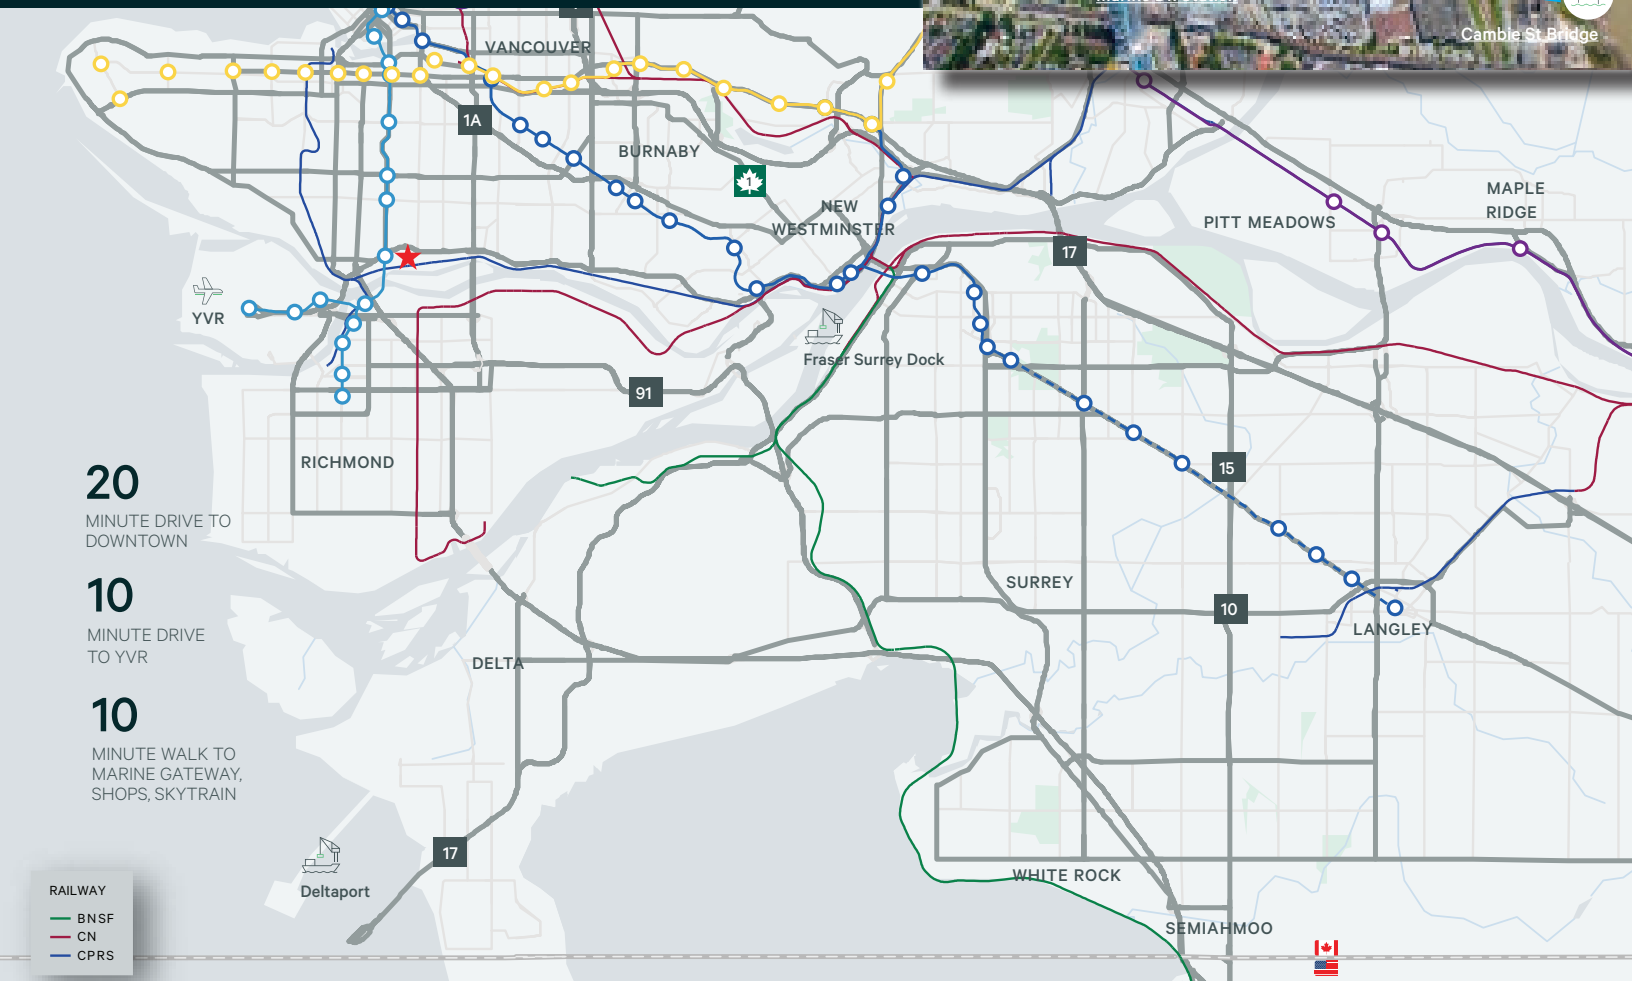 Cambie St Bridge
VANCOUVER
1A
BURNABY
1
NEW
WESTMINSTER
MAPLE
RIDGE
PITT MEADOWS
17
YVR
Fraser Surrey Dock
91
RICHMOND
15
20
MINUTE DRIVE TO
DOWNTOWN
10
MINUTE DRIVE
TO YVR
SURREY
10
LANGLEY
DELTA
10
MINUTE WALK TO
MARINE GATEWAY,
SHOPS, SKYTRAIN
17
Deltaport
WHITE ROCK
SEMIAHMOO
RAILWAY
BNSF
CN
CPRS